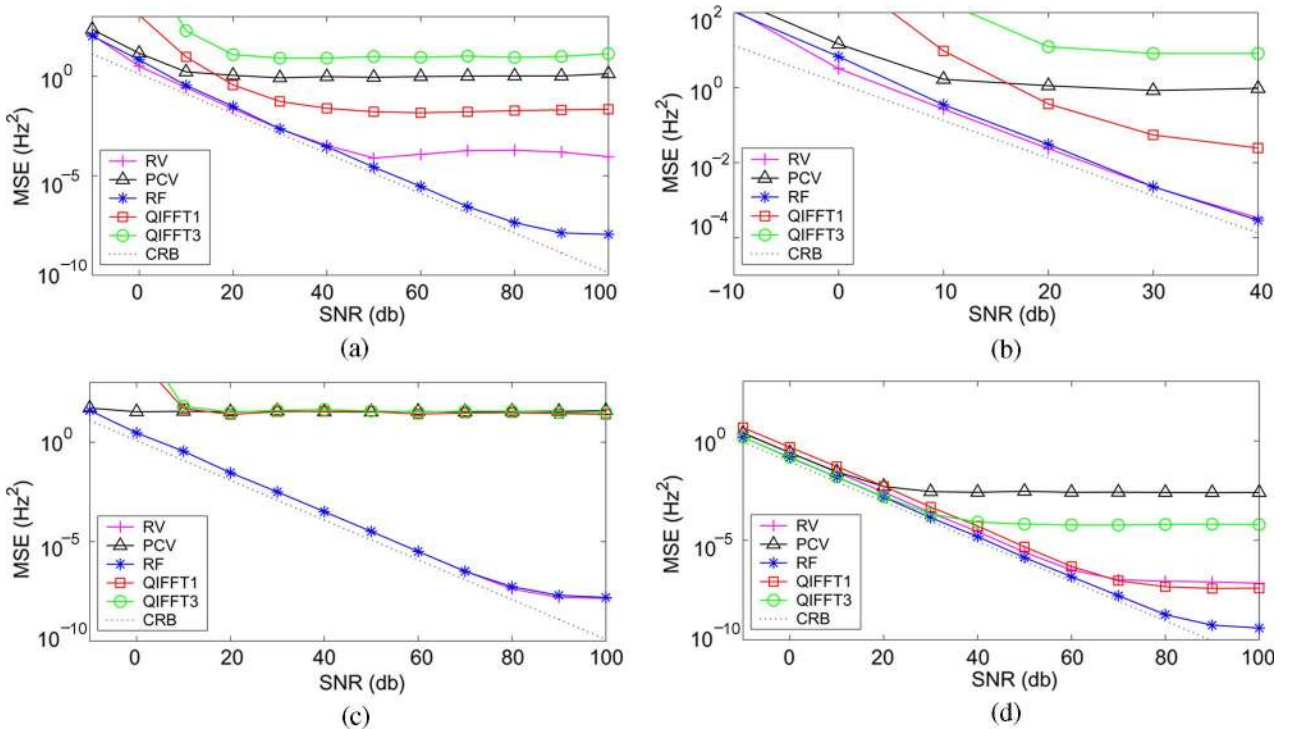 MSE (Hz²)
10⁰
10⁻⁵
10⁻¹⁰
RV
PCV
RF
QIFFT1
QIFFT3
CRB
0 20 40 60 80 100
SNR (db)
(a)
MSE (Hz²)
10²
10⁰
10⁻²
10⁻⁴
RV
PCV
RF
QIFFT1
QIFFT3
CRB
−10 0 10 20 30 40
SNR (db)
(b)
MSE (Hz²)
10⁰
10⁻⁵
10⁻¹⁰
RV
PCV
RF
QIFFT1
QIFFT3
CRB
0 20 40 60 80 100
SNR (db)
(c)
MSE (Hz²)
10⁰
10⁻⁵
10⁻¹⁰
RV
PCV
RF
QIFFT1
QIFFT3
CRB
0 20 40 60 80 100
SNR (db)
(d)